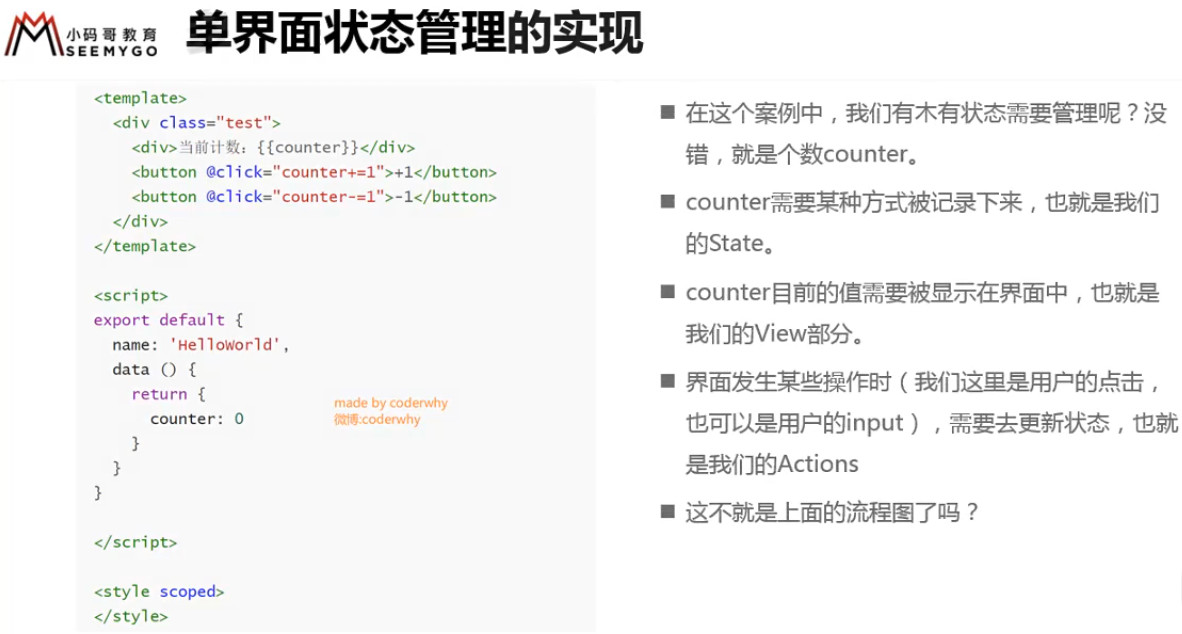 小码哥教育
SEEMYGO
单界面状态管理的实现
<template>
<div class="test">
<div>当前计数: {{counter}}</div>
<button @click="counter+=1">+1</button>
<button @click="counter-=1">-1</button>
</div>
</template>
<script>
export default {
name: 'HelloWorld',
data () {
return {
counter: 0
}
}
}
</script>
<style scoped>
</style>
made by coderwhy
微博:coderwhy
■ 在这个案例中，我们有木有状态需要管理呢？没
错，就是个数counter。
■ counter需要某种方式被记录下来，也就是我们
的State。
■ counter目前的值需要被显示在界面中，也就是
我们的View部分。
■ 界面发生某些操作时（我们这里是用户的点击，
也可以是用户的input），需要去更新状态，也就
是我们的Actions
■ 这不就是上面的流程图了吗？